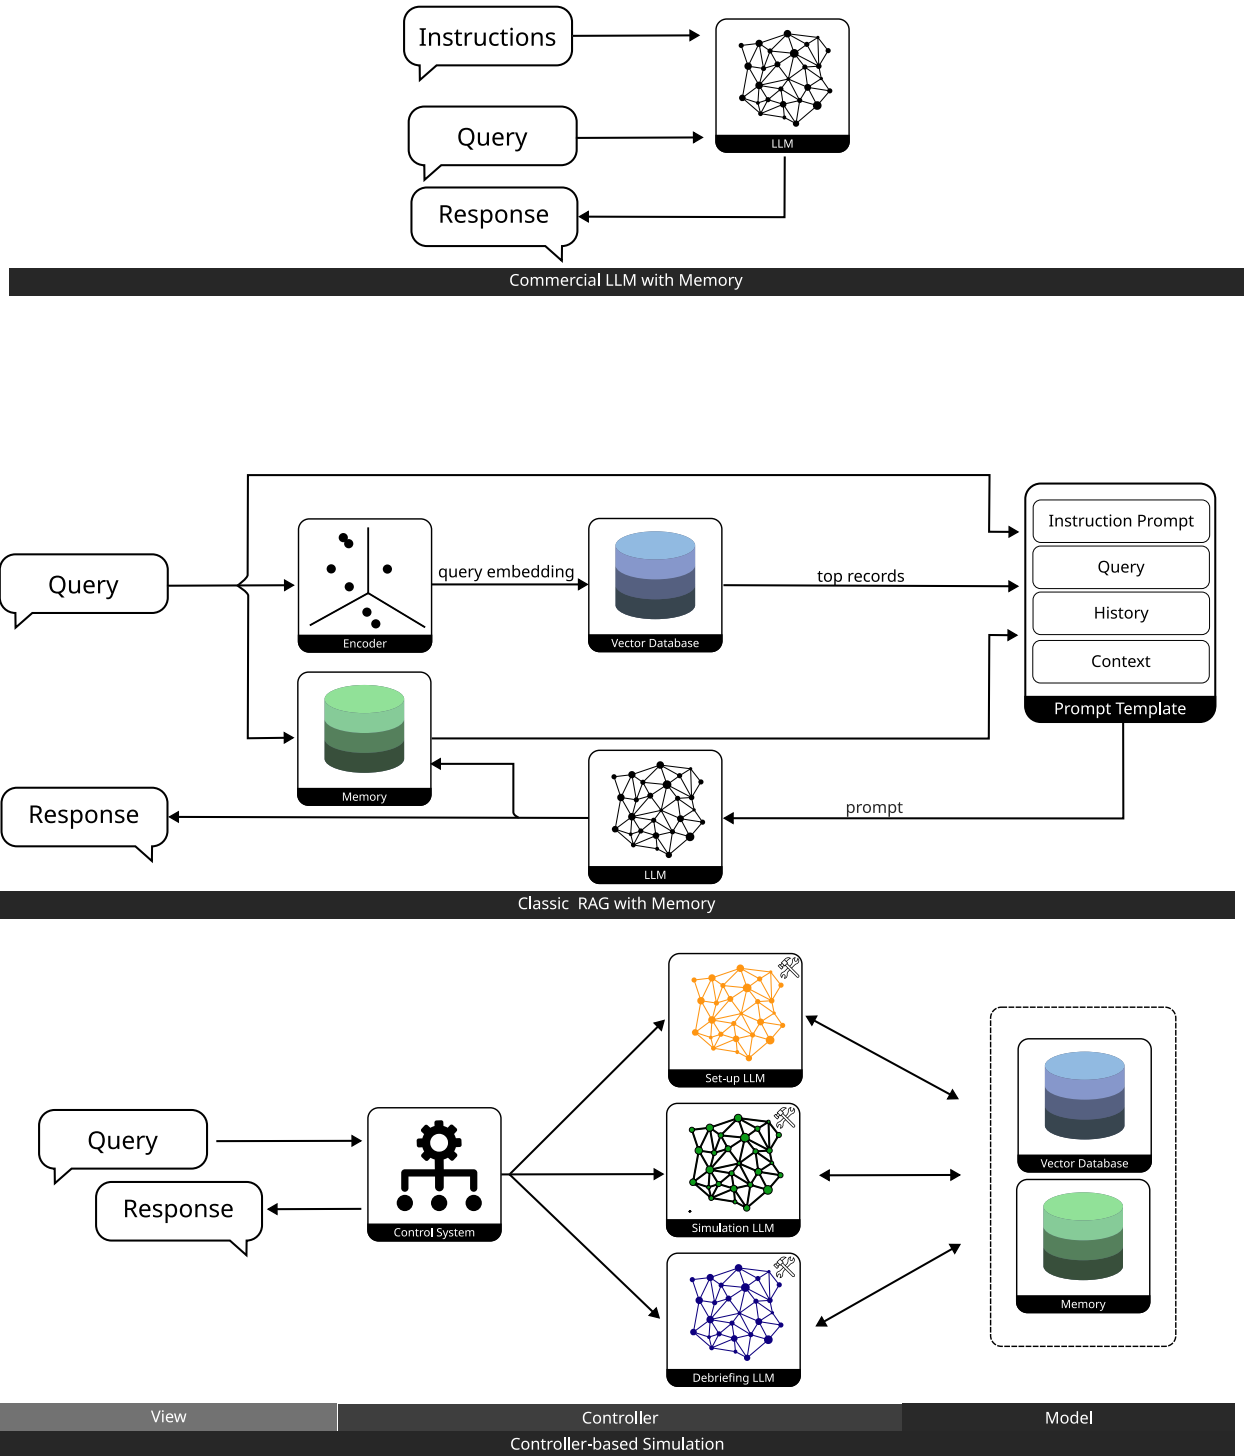 Instructions
LLM
Query
Response
Commercial LLM with Memory
Query
Encoder
query embedding
Vector Database
top records
Instruction Prompt
Query
History
Context
Prompt Template
Memory
Response
LLM
prompt
Classic RAG with Memory
Set-up LLM
Query
Response
Control System
Simulation LLM
Debriefing LLM
Vector Database
Memory
View
Controller
Model
Controller-based Simulation